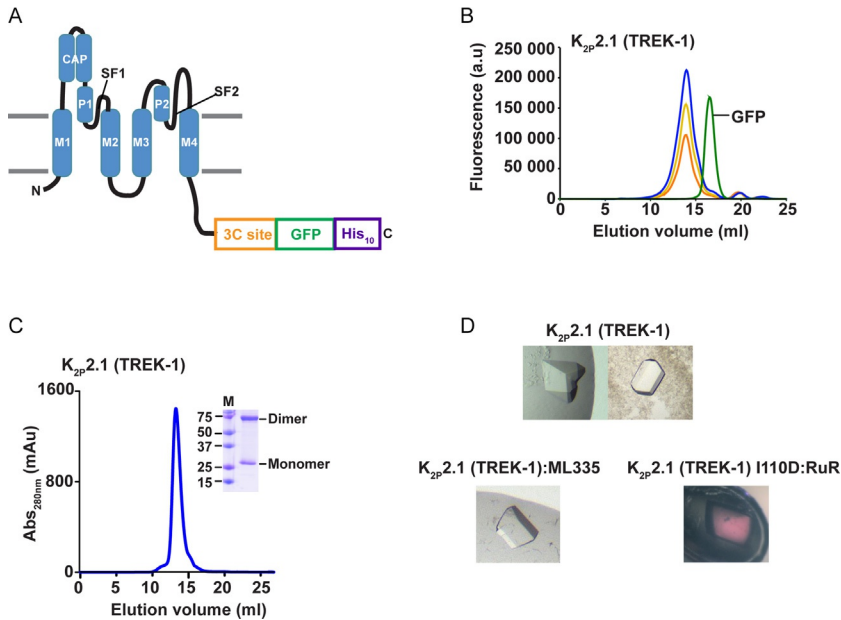 A
CAP
SF1
P1
P2
SF2
M1
M2
M3
M4
N
3C site
GFP
His10
C
B
K2P2.1 (TREK-1)
Fluorescence (a.u)
250 000
200 000
150 000
100 000
50 000
0
GFP
0 5 10 15 20 25
Elution volume (ml)
C
K2P2.1 (TREK-1)
Abs280nm (mAu)
1600
800
0
M
75
50
37
25
15
Dimer
Monomer
0 5 10 15 20 25
Elution volume (ml)
D
K2P2.1 (TREK-1)
K2P2.1 (TREK-1):ML335
K2P2.1 (TREK-1) I110D:RuR